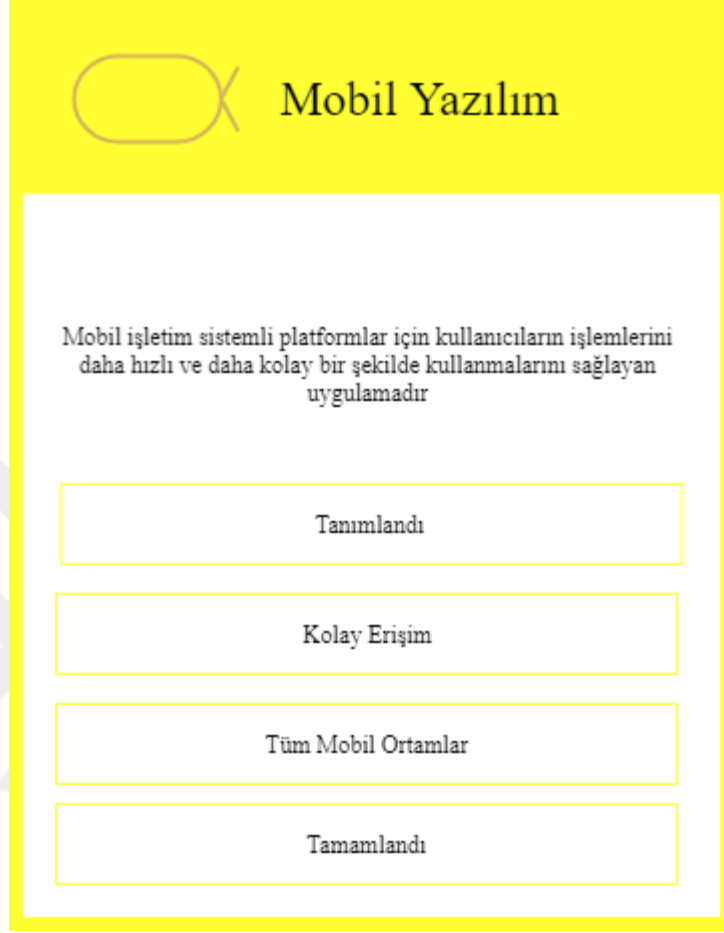 Mobil Yazılım
Mobil işletim sistemli platformlar için kullanıcıların işlemlerini
daha hızlı ve daha kolay bir şekilde kullanmalarını sağlayan
uygulamadır
Tanımlandı
Kolay Erişim
Tüm Mobil Ortamlar
Tamamlandı